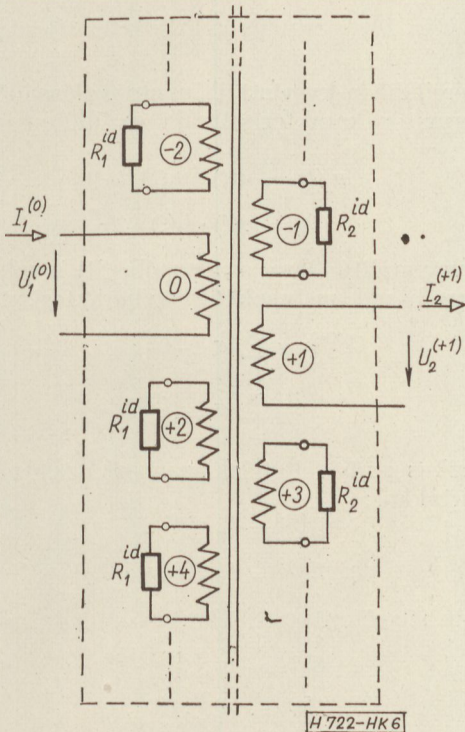 -2
R₁ⁱᵈ
I₁⁽⁰⁾
U₁⁽⁰⁾
0
-1
R₂ⁱᵈ
I₂⁽⁺¹⁾
U₂⁽⁺¹⁾
+1
R₁ⁱᵈ
+2
+3
R₂ⁱᵈ
R₁ⁱᵈ
+4
H 722-HK6